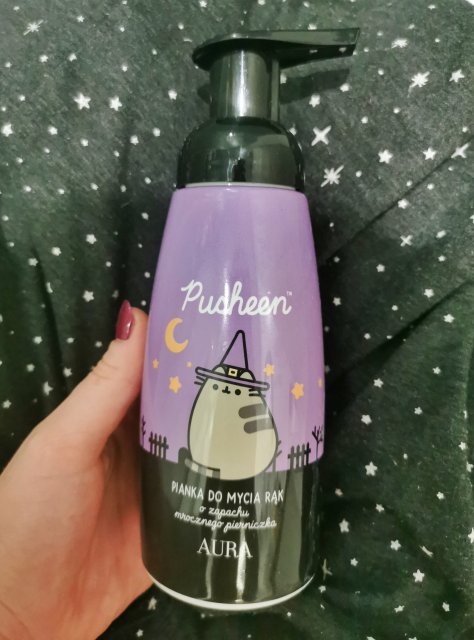 Pusheen™
PIANKA DO MYCIA RĄK
o zapachu
mrocznego pierniczka
AURA